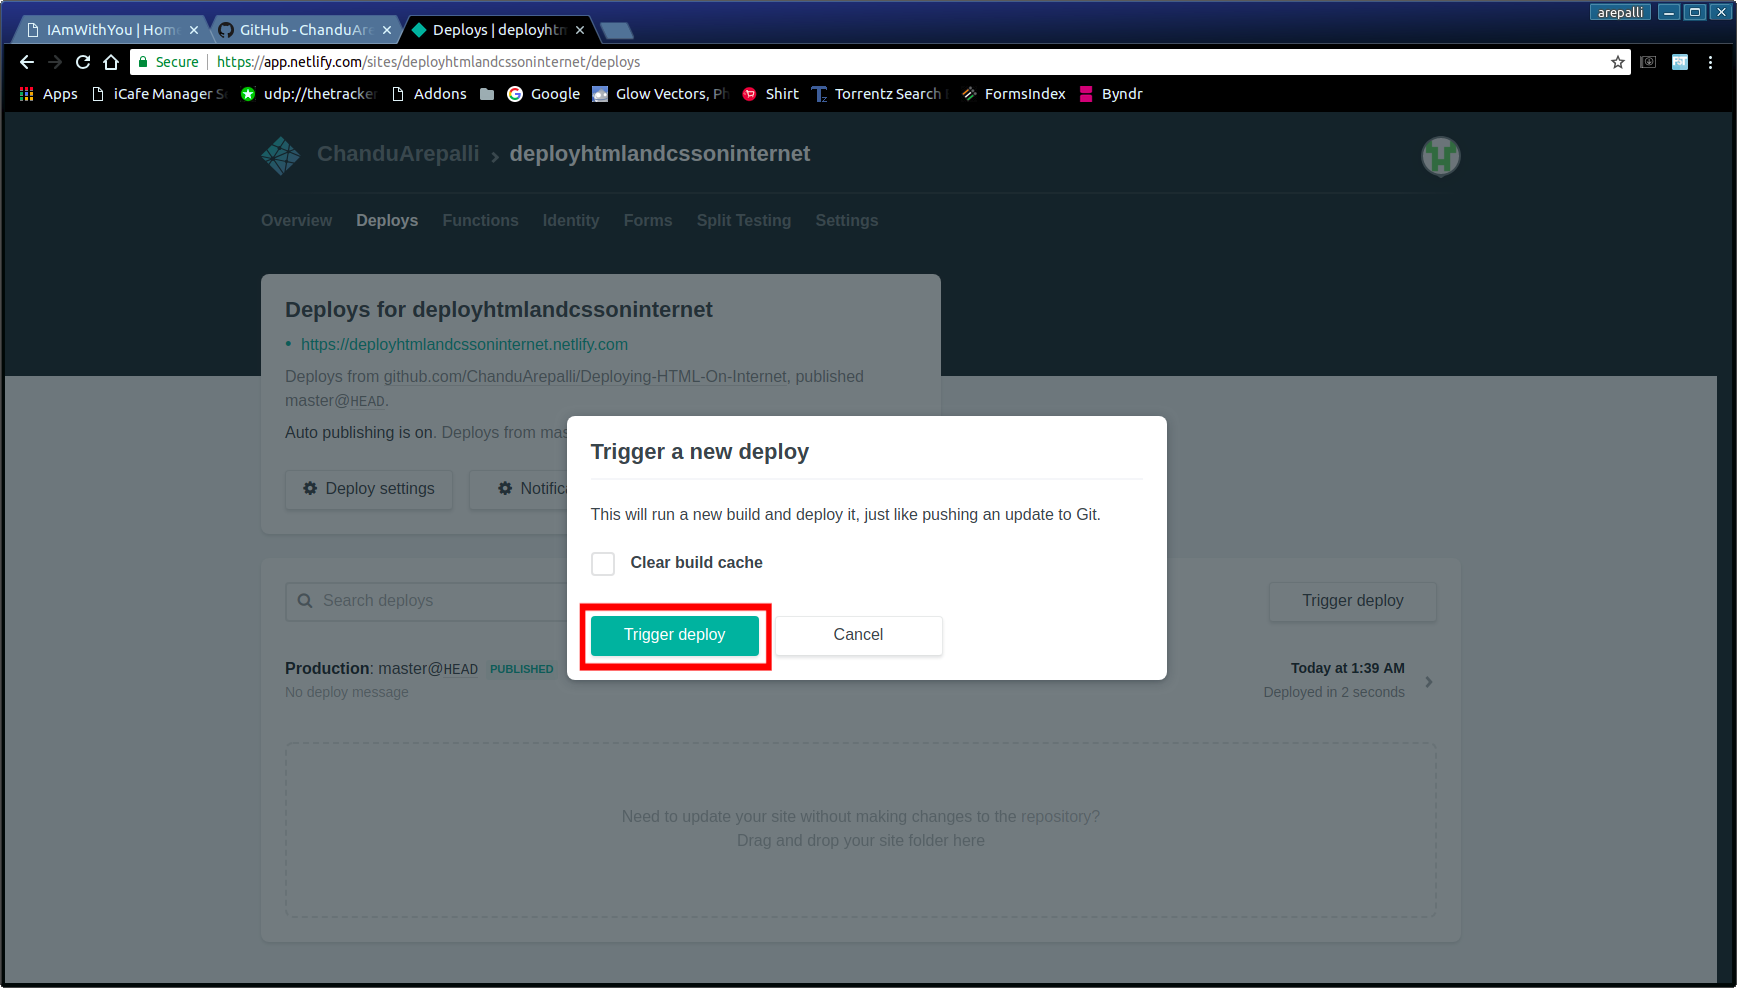 arepalli
IAmWithYou | Hom
GitHub - ChanduAre
Deploys | deployhtm
Secure
https://app.netlify.com/sites/deployhtmlandcssoninternet/deploys
Apps
iCafe Manager Se
udp://thetracker
Addons
Google
Glow Vectors, Ph
Shirt
Torrentz Search
FormsIndex
Byndr
ChanduArepalli › deployhtmlandcssoninternet
Overview
Deploys
Functions
Identity
Forms
Split Testing
Settings
Deploys for deployhtmlandcssoninternet
• https://deployhtmlandcssoninternet.netlify.com
Deploys from github.com/ChanduArepalli/Deploying-HTML-On-Internet, published
master@HEAD.
Auto publishing is on. Deploys from mas
Deploy settings
Notifica
Trigger a new deploy
This will run a new build and deploy it, just like pushing an update to Git.
Clear build cache
Trigger deploy
Cancel
Search deploys
Trigger deploy
Production: master@HEAD PUBLISHED
No deploy message
Today at 1:39 AM
Deployed in 2 seconds
Need to update your site without making changes to the repository?
Drag and drop your site folder here